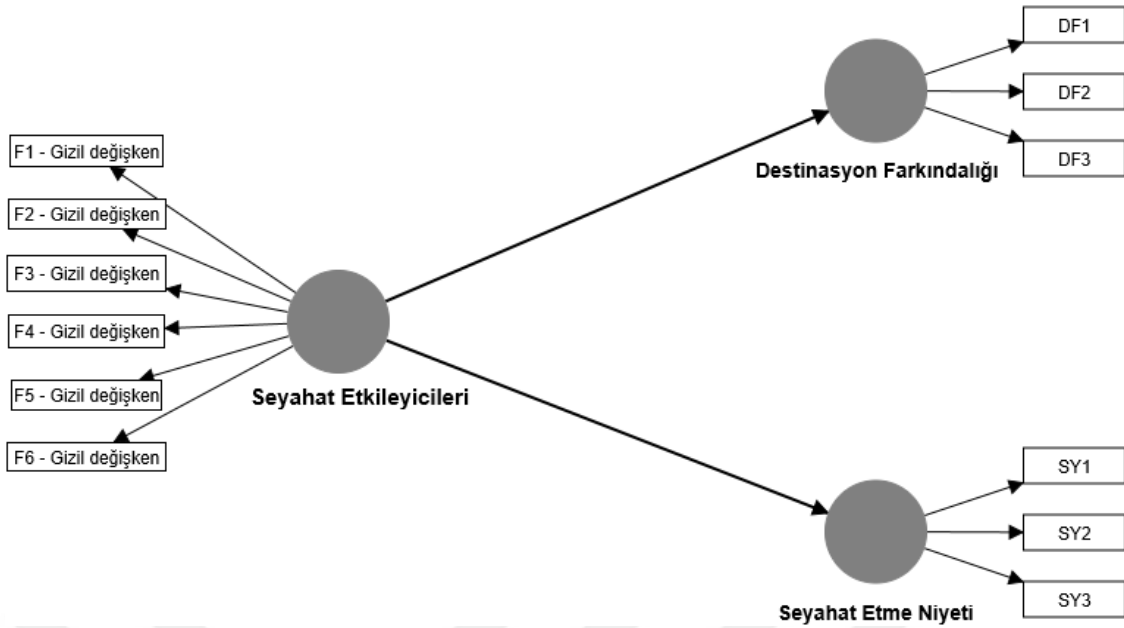 F1 - Gizil değişken
F2 - Gizil değişken
F3 - Gizil değişken
F4 - Gizil değişken
F5 - Gizil değişken
F6 - Gizil değişken
Seyahat Etkileyicileri
DF1
DF2
DF3
Destinasyon Farkındalığı
SY1
SY2
SY3
Seyahat Etme Niyeti